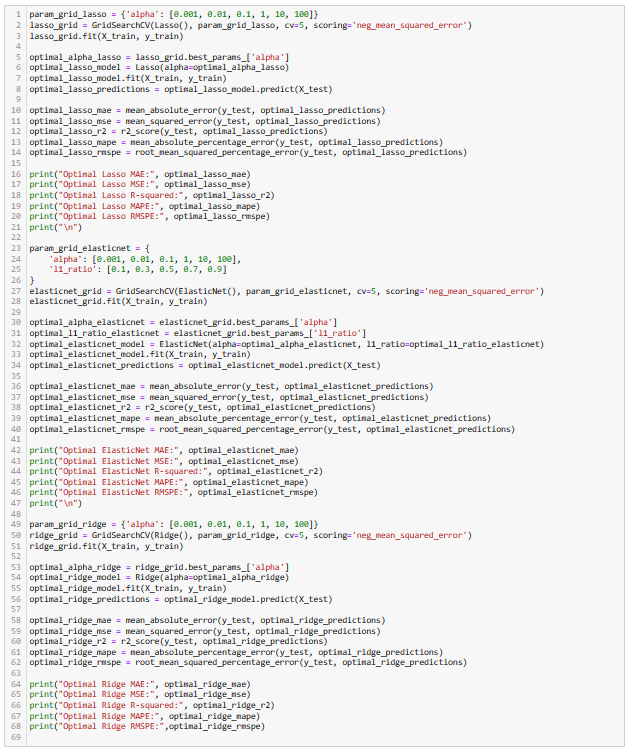 1 param_grid_lasso = {'alpha': [0.001, 0.01, 0.1, 1, 10, 100]}
2 lasso_grid = GridSearchCV(Lasso(), param_grid_lasso, cv=5, scoring='neg_mean_squared_error')
3 lasso_grid.fit(X_train, y_train)
4
5 optimal_alpha_lasso = lasso_grid.best_params_['alpha']
6 optimal_lasso_model = Lasso(alpha=optimal_alpha_lasso)
7 optimal_lasso_model.fit(X_train, y_train)
8 optimal_lasso_predictions = optimal_lasso_model.predict(X_test)
9
10 optimal_lasso_mae = mean_absolute_error(y_test, optimal_lasso_predictions)
11 optimal_lasso_mse = mean_squared_error(y_test, optimal_lasso_predictions)
12 optimal_lasso_r2 = r2_score(y_test, optimal_lasso_predictions)
13 optimal_lasso_mape = mean_absolute_percentage_error(y_test, optimal_lasso_predictions)
14 optimal_lasso_rmspe = root_mean_squared_percentage_error(y_test, optimal_lasso_predictions)
15
16 print("Optimal Lasso MAE:", optimal_lasso_mae)
17 print("Optimal Lasso MSE:", optimal_lasso_mse)
18 print("Optimal Lasso R-squared:", optimal_lasso_r2)
19 print("Optimal Lasso MAPE:", optimal_lasso_mape)
20 print("Optimal Lasso RMSPE:", optimal_lasso_rmspe)
21 print("\n")
22
23 param_grid_elasticnet = {
24     'alpha': [0.001, 0.01, 0.1, 1, 10, 100],
25     'l1_ratio': [0.1, 0.3, 0.5, 0.7, 0.9]
26 }
27 elasticnet_grid = GridSearchCV(ElasticNet(), param_grid_elasticnet, cv=5, scoring='neg_mean_squared_error')
28 elasticnet_grid.fit(X_train, y_train)
29
30 optimal_alpha_elasticnet = elasticnet_grid.best_params_['alpha']
31 optimal_l1_ratio_elasticnet = elasticnet_grid.best_params_['l1_ratio']
32 optimal_elasticnet_model = ElasticNet(alpha=optimal_alpha_elasticnet, l1_ratio=optimal_l1_ratio_elasticnet)
33 optimal_elasticnet_model.fit(X_train, y_train)
34 optimal_elasticnet_predictions = optimal_elasticnet_model.predict(X_test)
35
36 optimal_elasticnet_mae = mean_absolute_error(y_test, optimal_elasticnet_predictions)
37 optimal_elasticnet_mse = mean_squared_error(y_test, optimal_elasticnet_predictions)
38 optimal_elasticnet_r2 = r2_score(y_test, optimal_elasticnet_predictions)
39 optimal_elasticnet_mape = mean_absolute_percentage_error(y_test, optimal_elasticnet_predictions)
40 optimal_elasticnet_rmspe = root_mean_squared_percentage_error(y_test, optimal_elasticnet_predictions)
41
42 print("Optimal ElasticNet MAE:", optimal_elasticnet_mae)
43 print("Optimal ElasticNet MSE:", optimal_elasticnet_mse)
44 print("Optimal ElasticNet R-squared:", optimal_elasticnet_r2)
45 print("Optimal ElasticNet MAPE:", optimal_elasticnet_mape)
46 print("Optimal ElasticNet RMSPE:", optimal_elasticnet_rmspe)
47 print("\n")
48
49 param_grid_ridge = {'alpha': [0.001, 0.01, 0.1, 1, 10, 100]}
50 ridge_grid = GridSearchCV(Ridge(), param_grid_ridge, cv=5, scoring='neg_mean_squared_error')
51 ridge_grid.fit(X_train, y_train)
52
53 optimal_alpha_ridge = ridge_grid.best_params_['alpha']
54 optimal_ridge_model = Ridge(alpha=optimal_alpha_ridge)
55 optimal_ridge_model.fit(X_train, y_train)
56 optimal_ridge_predictions = optimal_ridge_model.predict(X_test)
57
58 optimal_ridge_mae = mean_absolute_error(y_test, optimal_ridge_predictions)
59 optimal_ridge_mse = mean_squared_error(y_test, optimal_ridge_predictions)
60 optimal_ridge_r2 = r2_score(y_test, optimal_ridge_predictions)
61 optimal_ridge_mape = mean_absolute_percentage_error(y_test, optimal_ridge_predictions)
62 optimal_ridge_rmspe = root_mean_squared_percentage_error(y_test, optimal_ridge_predictions)
63
64 print("Optimal Ridge MAE:", optimal_ridge_mae)
65 print("Optimal Ridge MSE:", optimal_ridge_mse)
66 print("Optimal Ridge R-squared:", optimal_ridge_r2)
67 print("Optimal Ridge MAPE:", optimal_ridge_mape)
68 print("Optimal Ridge RMSPE:",optimal_ridge_rmspe)
69